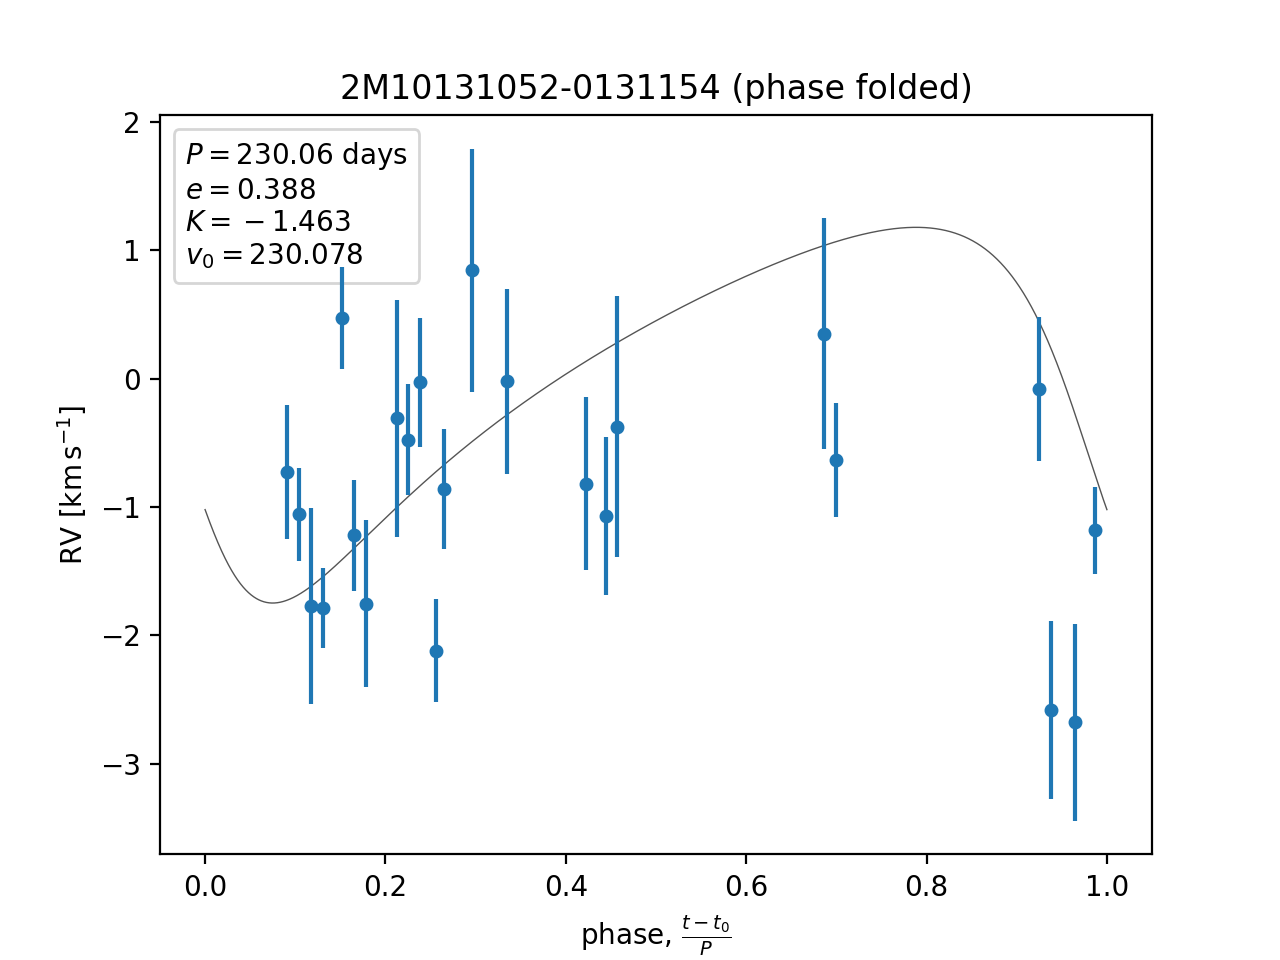 2M10131052-0131154 (phase folded)
P = 230.06 days
e = 0.388
K = −1.463
v₀ = 230.078
2
1
0
−1
−2
−3
RV [km s⁻¹]
0.0 0.2 0.4 0.6 0.8 1.0
phase, (t − t₀)/P